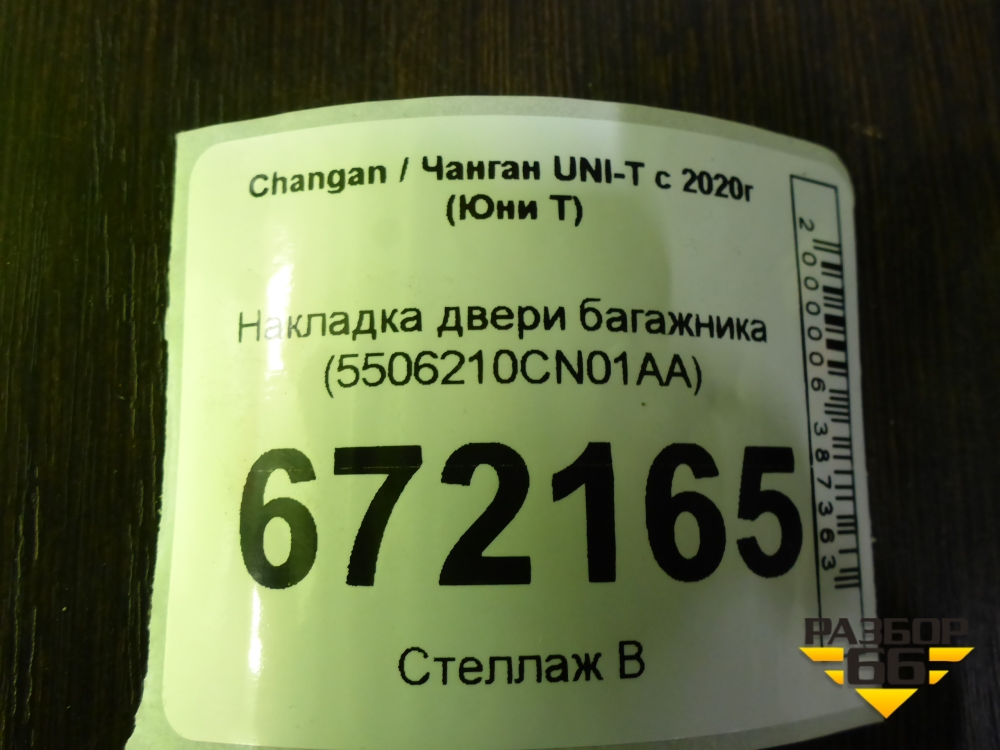 Changan / Чанган UNI-T с 2020г
(Юни Т)
Накладка двери багажника
(5506210CN01AA)
672165
Стеллаж В
2000006387363
РАЗБОР
66